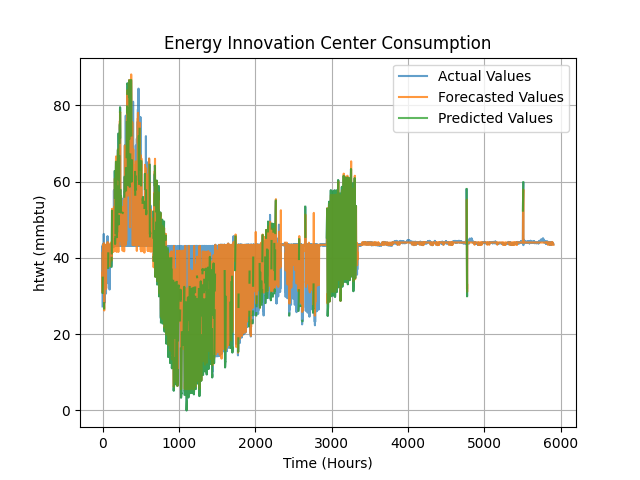 Energy Innovation Center Consumption
Actual Values
Forecasted Values
Predicted Values
80
60
40
20
0
htwt (mmbtu)
0 1000 2000 3000 4000 5000 6000
Time (Hours)